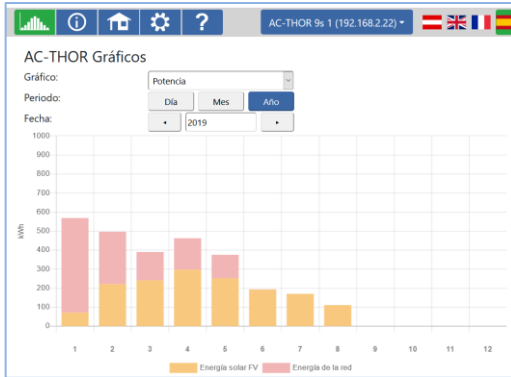 ?
AC-THOR 9s 1 (192.168.2.22)
AC-THOR Gráficos
Gráfico:
Potencia
Periodo:
Día Mes Año
Fecha:
2019
1000
900
800
700
600
500
400
300
200
100
0
kWh
1 2 3 4 5 6 7 8 9 10 11 12
Energía solar FV Energía de la red